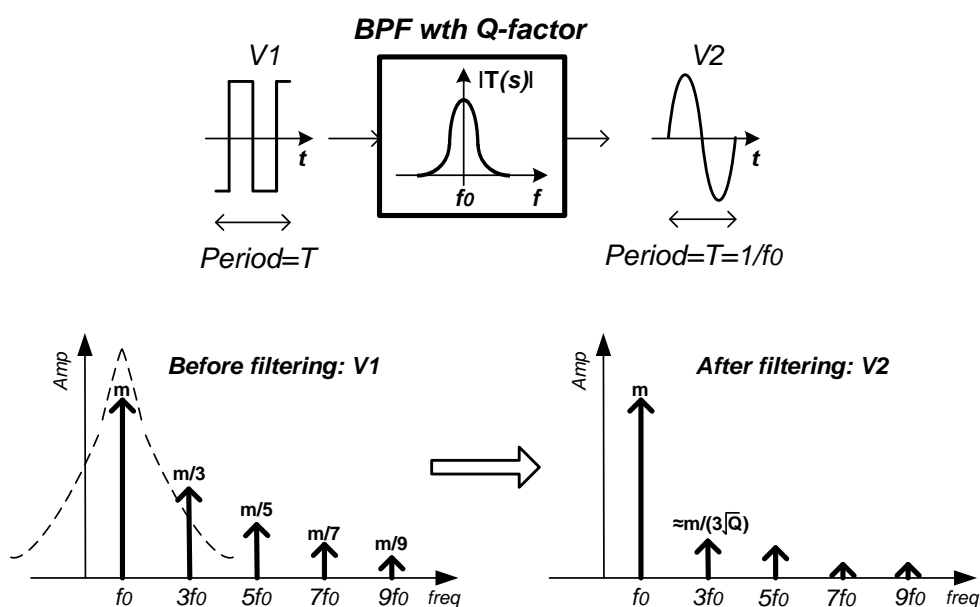 BPF wth Q-factor
V1
|T(s)|
V2
t
f0
f
t
Period=T
Period=T=1/f0
Amp
Before filtering: V1
m
m/3
m/5
m/7
m/9
f0
3f0
5f0
7f0
9f0
freq
Amp
After filtering: V2
m
≈m/(3√Q)
f0
3f0
5f0
7f0
9f0
freq